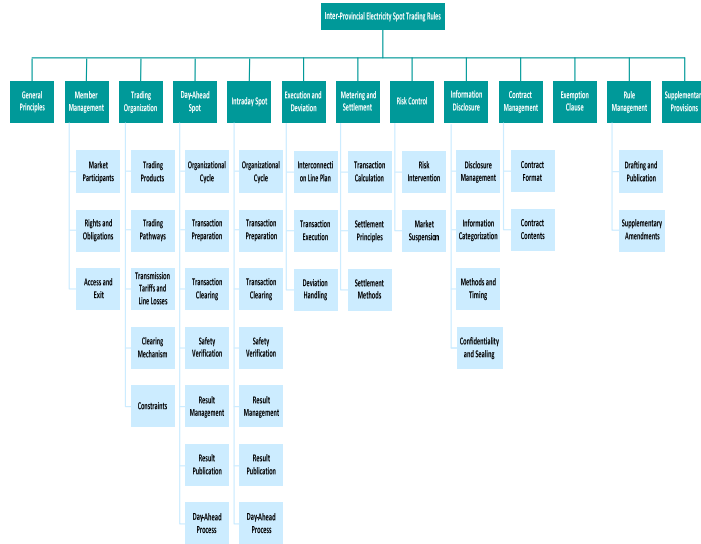 Inter-Provincial Electricity Spot Trading Rules
General
Principles
Member
Management
Trading
Organization
Day-Ahead
Spot
Intraday Spot
Execution and
Deviation
Metering and
Settlement
Risk Control
Information
Disclosure
Contract
Management
Exemption
Clause
Rule
Management
Supplementary
Provisions
Market
Participants
Rights and
Obligations
Access and
Exit
Trading
Products
Trading
Pathways
Transmission
Tariffs and
Line Losses
Clearing
Mechanism
Constraints
Organizational
Cycle
Transaction
Preparation
Transaction
Clearing
Safety
Verification
Result
Management
Result
Publication
Day-Ahead
Process
Organizational
Cycle
Transaction
Preparation
Transaction
Clearing
Safety
Verification
Result
Management
Result
Publication
Day-Ahead
Process
Interconnecti
on Line Plan
Transaction
Execution
Deviation
Handling
Transaction
Calculation
Settlement
Principles
Settlement
Methods
Risk
Intervention
Market
Suspension
Disclosure
Management
Information
Categorization
Methods and
Timing
Confidentiality
and Sealing
Contract
Format
Contract
Contents
Drafting and
Publication
Supplementary
Amendments